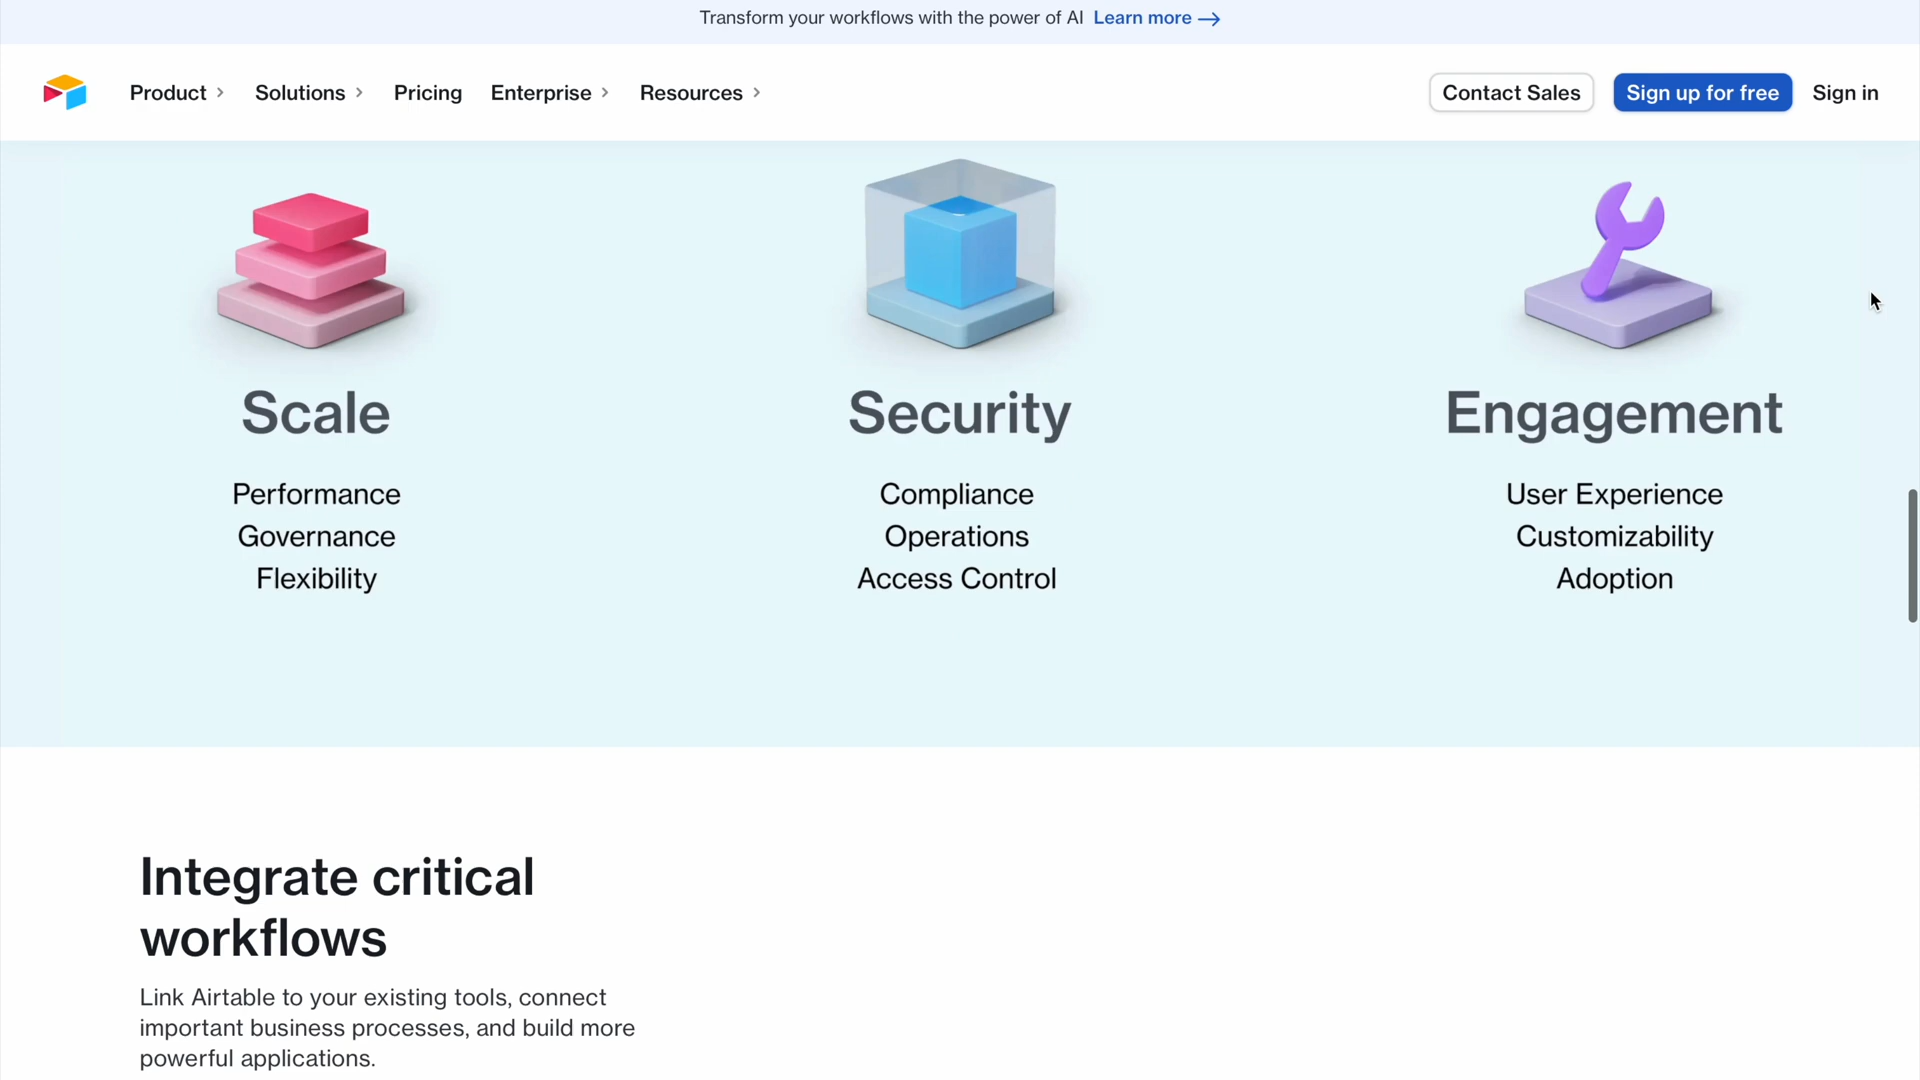 Transform your workflows with the power of AI Learn more →
Product Solutions Pricing Enterprise Resources Contact Sales Sign up for free Sign in
Scale
Performance
Governance
Flexibility
Security
Compliance
Operations
Access Control
Engagement
User Experience
Customizability
Adoption
Integrate critical
workflows
Link Airtable to your existing tools, connect
important business processes, and build more
powerful applications.